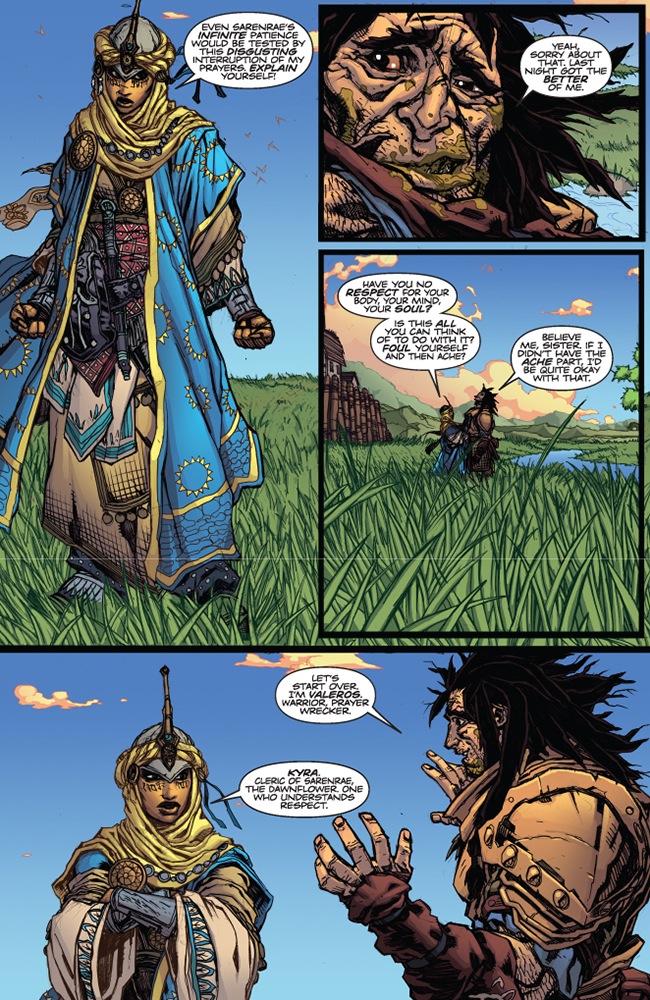 EVEN SARENRAE'S
INFINITE PATIENCE
WOULD BE TESTED BY
THIS DISGUSTING
INTERRUPTION OF MY
PRAYERS. EXPLAIN
YOURSELF!
YEAH,
SORRY ABOUT
THAT. LAST
NIGHT GOT THE
BETTER
OF ME.
HAVE YOU NO
RESPECT FOR YOUR
BODY, YOUR MIND,
YOUR SOUL?
IS THIS ALL
YOU CAN THINK
OF TO DO WITH IT?
FOUL YOURSELF
AND THEN ACHE?
BELIEVE
ME, SISTER. IF I
DIDN'T HAVE THE
ACHE PART, I'D
BE QUITE OKAY
WITH THAT.
LET'S
START OVER.
I'M VALEROS.
WARRIOR, PRAYER
WRECKER.
KYRA.
CLERIC OF SARENRAE,
THE DAWNFLOWER. ONE
WHO UNDERSTANDS
RESPECT.